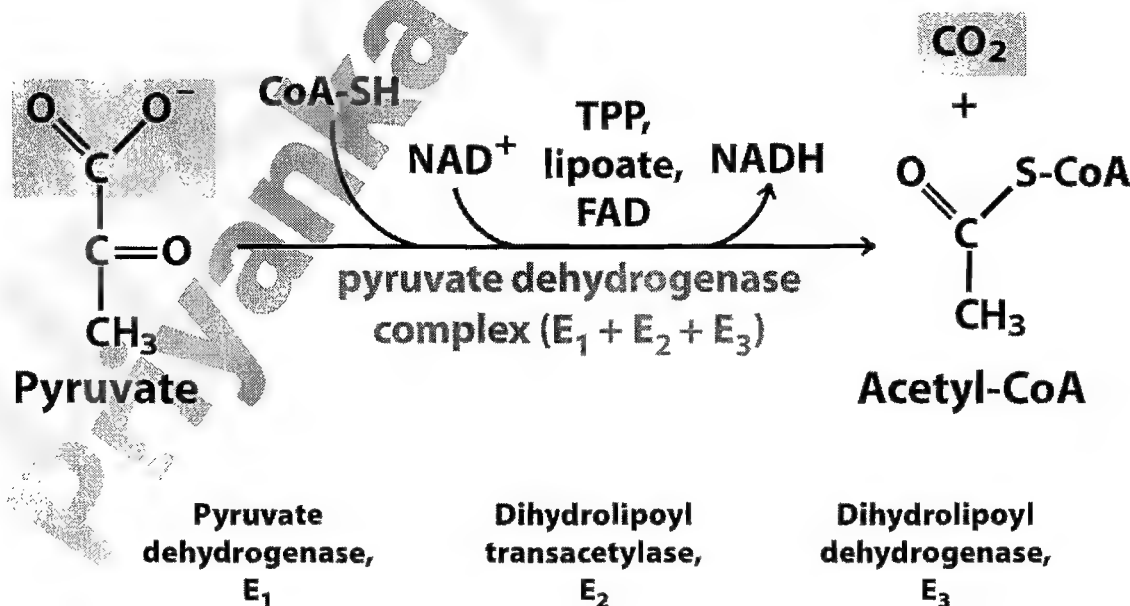 CO₂
+
CoA-SH
O O⁻
TPP,
NAD⁺ lipoate, NADH
FAD
C
O S-CoA
C=O
C
pyruvate dehydrogenase
complex (E₁ + E₂ + E₃)
CH₃
CH₃
Pyruvate
Acetyl-CoA
Priyanka
Pyruvate
dehydrogenase,
E₁
Dihydrolipoyl
transacetylase,
E₂
Dihydrolipoyl
dehydrogenase,
E₃